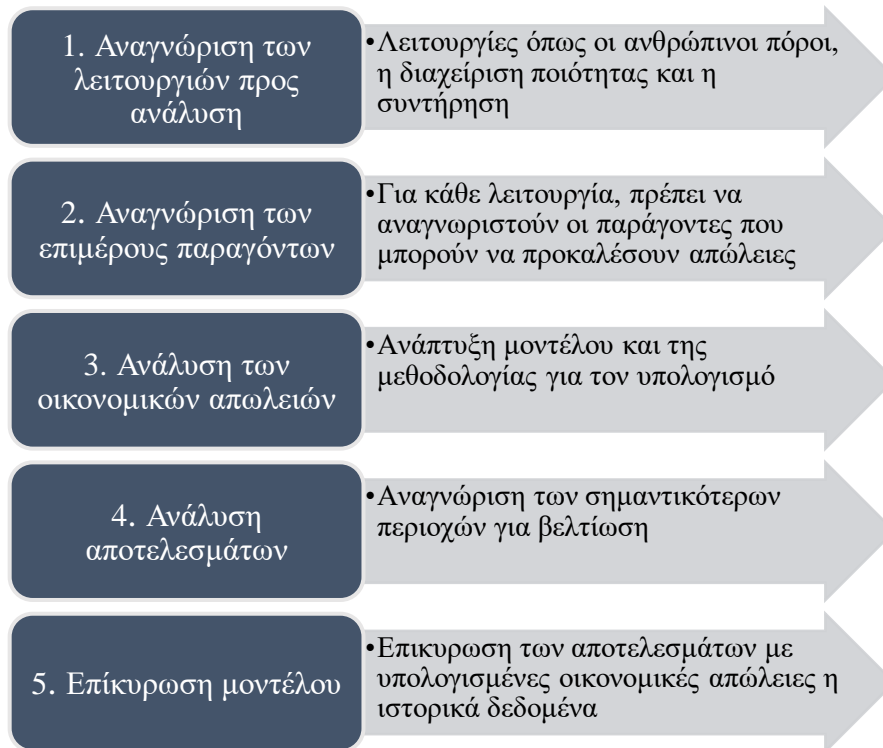 1. Αναγνώριση των
λειτουργιών προς
ανάλυση
•Λειτουργίες όπως οι ανθρώπινοι πόροι,
η διαχείριση ποιότητας και η
συντήρηση
2. Αναγνώριση των
επιμέρους παραγόντων
•Για κάθε λειτουργία, πρέπει να
αναγνωριστούν οι παράγοντες που
μπορούν να προκαλέσουν απώλειες
3. Ανάλυση των
οικονομικών απωλειών
•Ανάπτυξη μοντέλου και της
μεθοδολογίας για τον υπολογισμό
4. Ανάλυση
αποτελεσμάτων
•Αναγνώριση των σημαντικότερων
περιοχών για βελτίωση
5. Επίκυρωση μοντέλου
•Επικυρωση των αποτελεσμάτων με
υπολογισμένες οικονομικές απώλειες η
ιστορικά δεδομένα